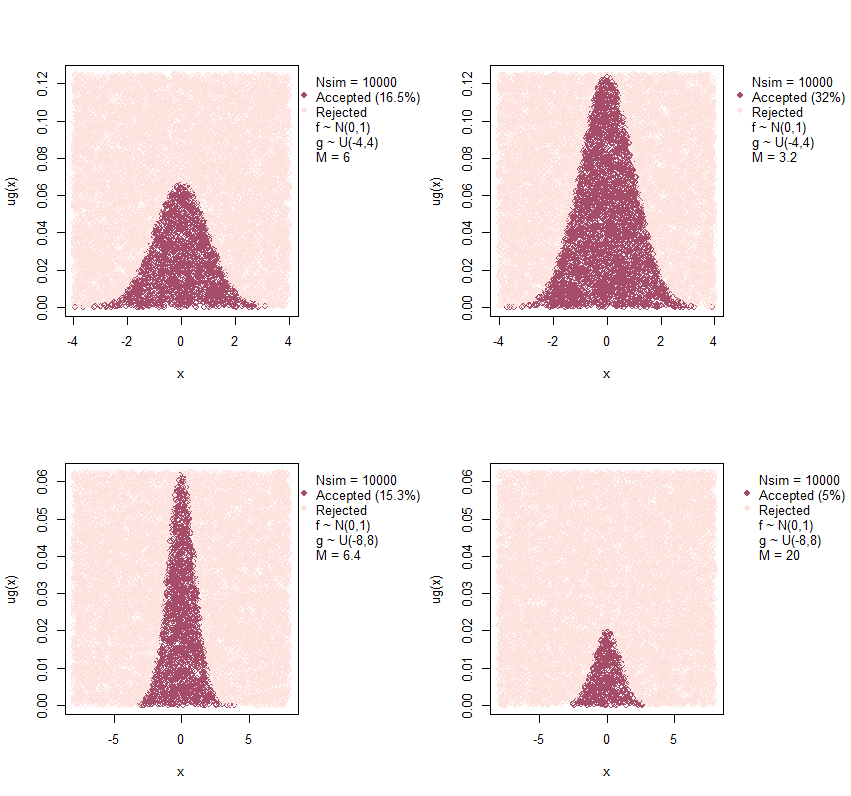 Nsim = 10000
Accepted (16.5%)
Rejected
f ~ N(0,1)
g ~ U(-4,4)
M = 6
ug(x)
0.00 0.02 0.04 0.06 0.08 0.10 0.12
-4 -2 0 2 4
x
Nsim = 10000
Accepted (32%)
Rejected
f ~ N(0,1)
g ~ U(-4,4)
M = 3.2
ug(x)
0.00 0.02 0.04 0.06 0.08 0.10 0.12
-4 -2 0 2 4
x
Nsim = 10000
Accepted (15.3%)
Rejected
f ~ N(0,1)
g ~ U(-8,8)
M = 6.4
ug(x)
0.00 0.01 0.02 0.03 0.04 0.05 0.06
-5 0 5
x
Nsim = 10000
Accepted (5%)
Rejected
f ~ N(0,1)
g ~ U(-8,8)
M = 20
ug(x)
0.00 0.01 0.02 0.03 0.04 0.05 0.06
-5 0 5
x